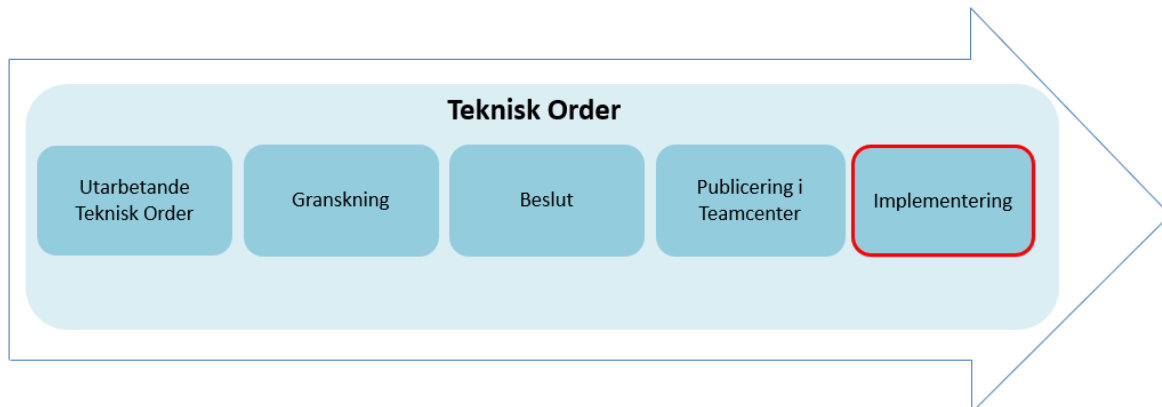 Teknisk Order
Utarbetande
Teknisk Order
Granskning
Beslut
Publicering i
Teamcenter
Implementering